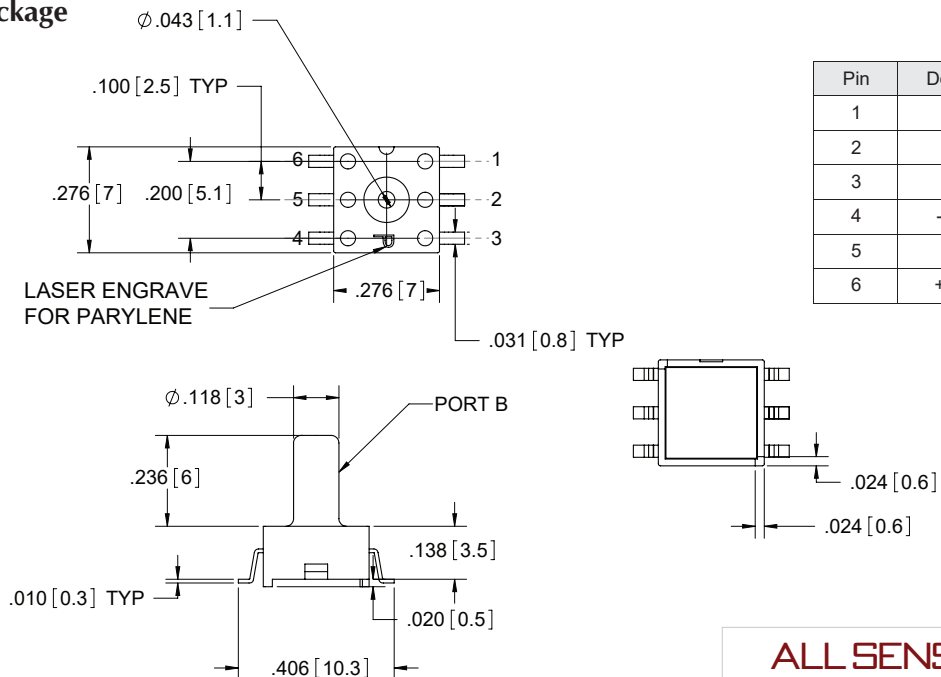 ∅.043 [1.1]
.100 [2.5] TYP
6
1
.276 [7]
.200 [5.1]
5
2
4
3
LASER ENGRAVE
FOR PARYLENE
.276 [7]
.031 [0.8] TYP
Pin
1
2
3
4
5
6
∅.118 [3]
PORT B
.236 [6]
.024 [0.6]
.024 [0.6]
.138 [3.5]
.010 [0.3] TYP
.020 [0.5]
.406 [10.3]
ALL